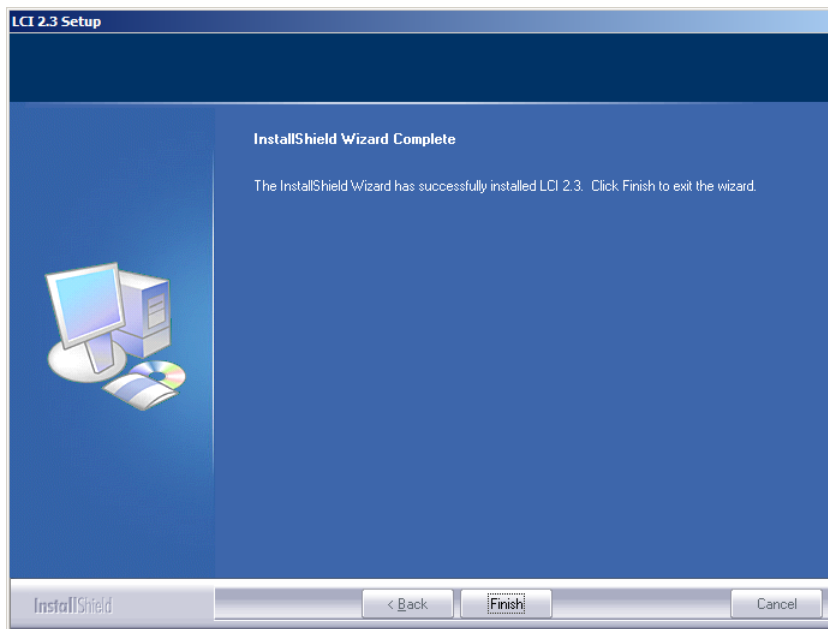 LCI 2.3 Setup
InstallShield Wizard Complete
The InstallShield Wizard has successfully installed LCI 2.3. Click Finish to exit the wizard.
InstallShield
< Back
Finish
Cancel